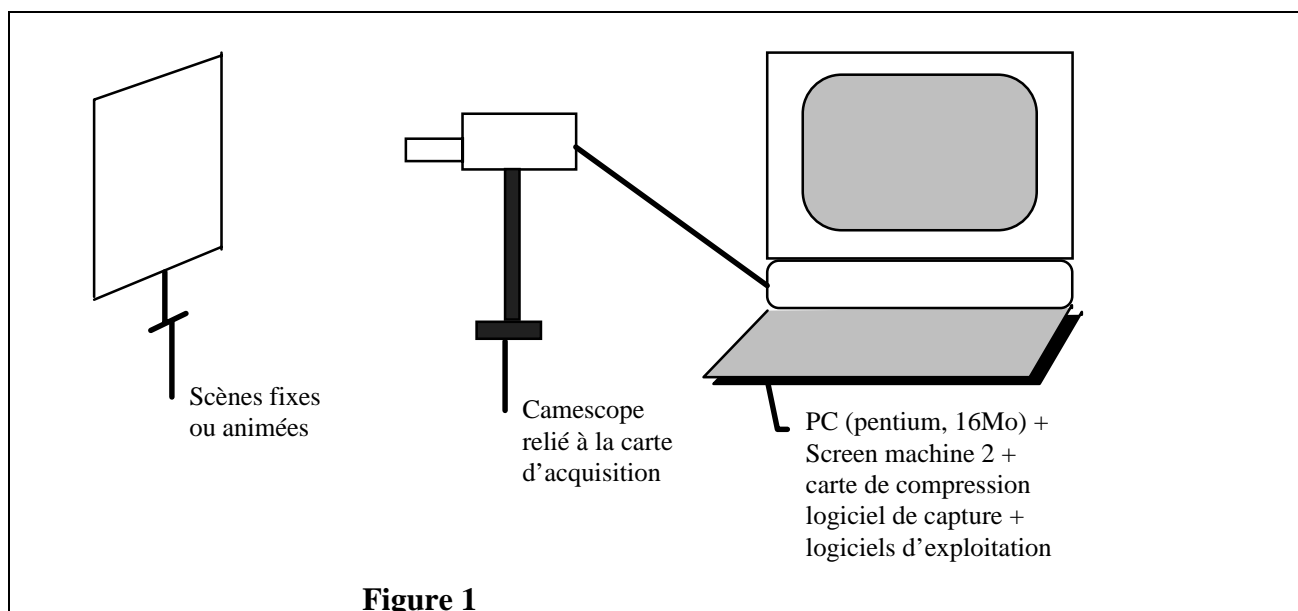 Scènes fixes
ou animées
Camescope
relié à la carte
d'acquisition
PC (pentium, 16Mo) +
Screen machine 2 +
carte de compression
logiciel de capture +
logiciels d'exploitation
Figure 1